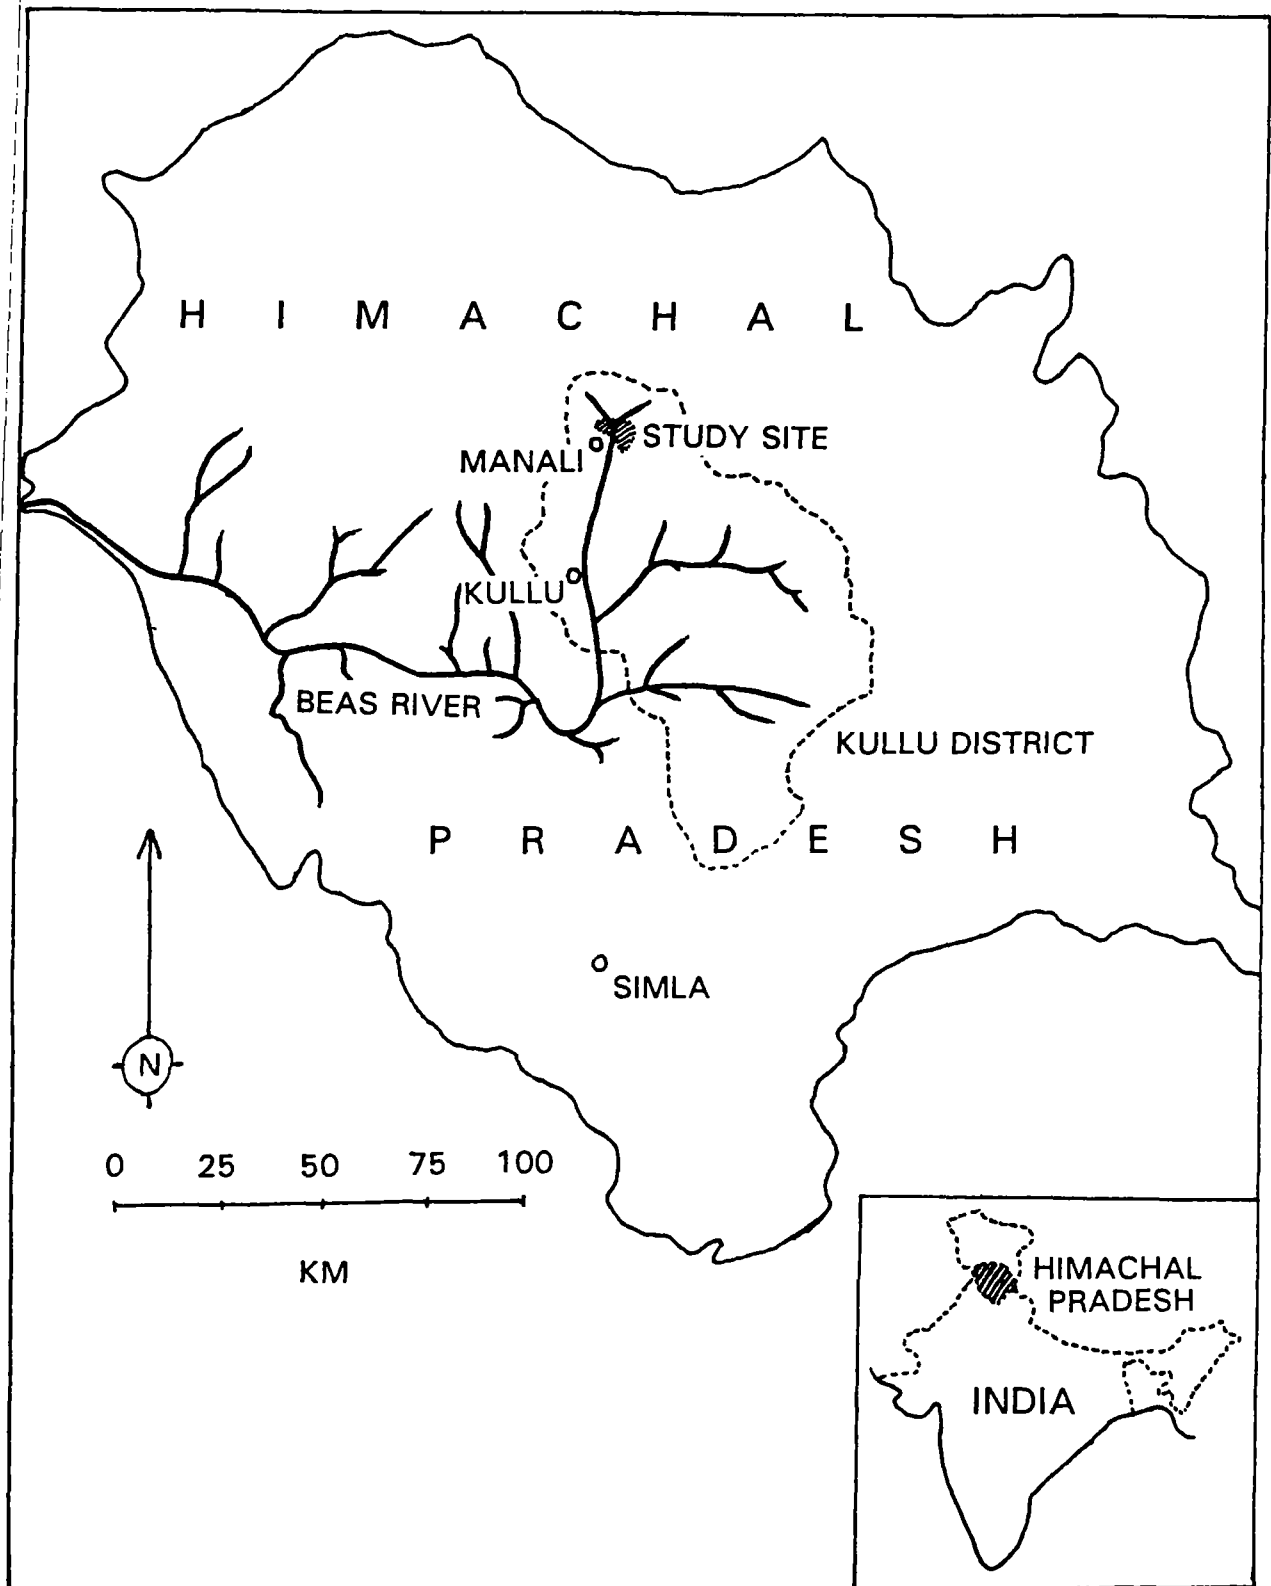 H I M A C H A L
STUDY SITE
MANALI
KULLU
BEAS RIVER
KULLU DISTRICT
P R A D E S H
SIMLA
N
0 25 50 75 100
KM
HIMACHAL
PRADESH
INDIA